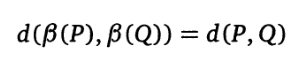 d(β(P), β(Q)) = d(P, Q)